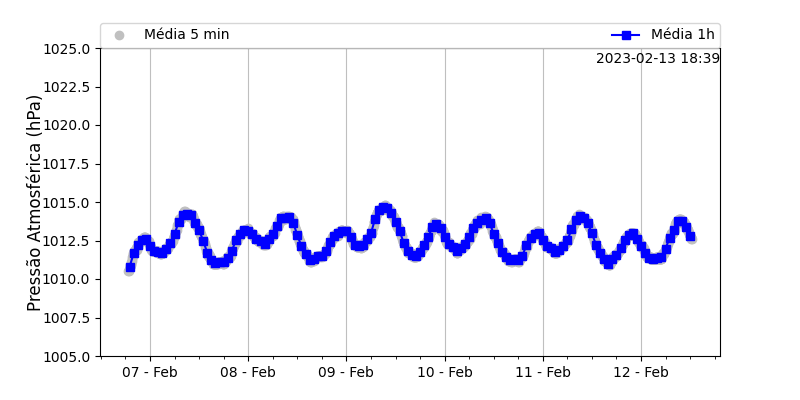 Média 5 min
Média 1h
2023-02-13 18:39
Pressão Atmosférica (hPa)
1025.0
1022.5
1020.0
1017.5
1015.0
1012.5
1010.0
1007.5
1005.0
07 - Feb
08 - Feb
09 - Feb
10 - Feb
11 - Feb
12 - Feb